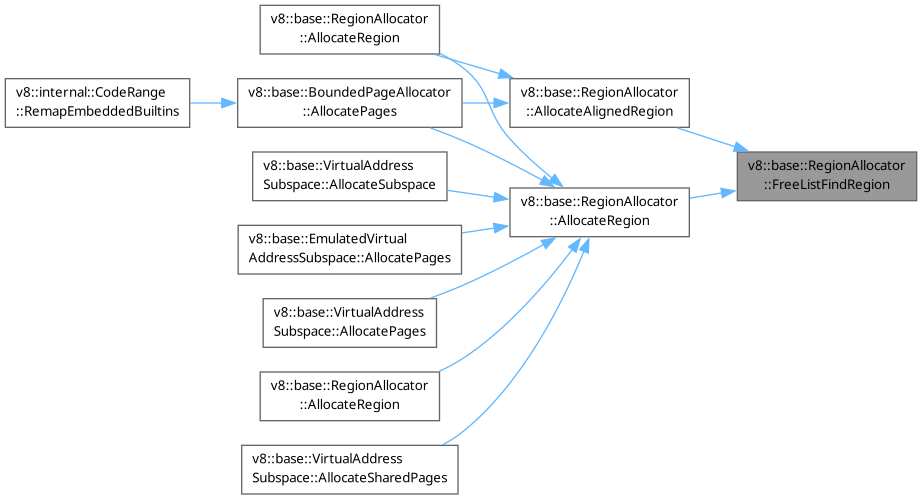 v8::base::RegionAllocator
::AllocateRegion
v8::internal::CodeRange
::RemapEmbeddedBuiltins
v8::base::BoundedPageAllocator
::AllocatePages
v8::base::RegionAllocator
::AllocateAlignedRegion
v8::base::VirtualAddress
Subspace::AllocateSubspace
v8::base::RegionAllocator
::FreeListFindRegion
v8::base::RegionAllocator
::AllocateRegion
v8::base::EmulatedVirtual
AddressSubspace::AllocatePages
v8::base::VirtualAddress
Subspace::AllocatePages
v8::base::RegionAllocator
::AllocateRegion
v8::base::VirtualAddress
Subspace::AllocateSharedPages